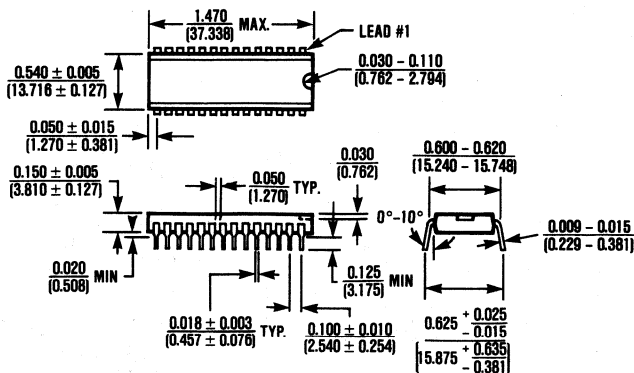 1.470 MAX.
(37.338)
LEAD #1
0.540 ± 0.005
(13.716 ± 0.127)
0.030 – 0.110
(0.762 – 2.794)
0.050 ± 0.015
(1.270 ± 0.381)
0.150 ± 0.005
(3.810 ± 0.127)
0.050 TYP.
(1.270)
0.030
(0.762)
0.600 – 0.620
(15.240 – 15.748)
0°–10°
0.009 – 0.015
(0.229 – 0.381)
0.020 MIN
(0.508)
0.125 MIN
(3.175)
0.018 ± 0.003 TYP.
(0.457 ± 0.076)
0.100 ± 0.010
(2.540 ± 0.254)
0.625 + 0.025
– 0.015
[15.875 + 0.635)
– 0.381]